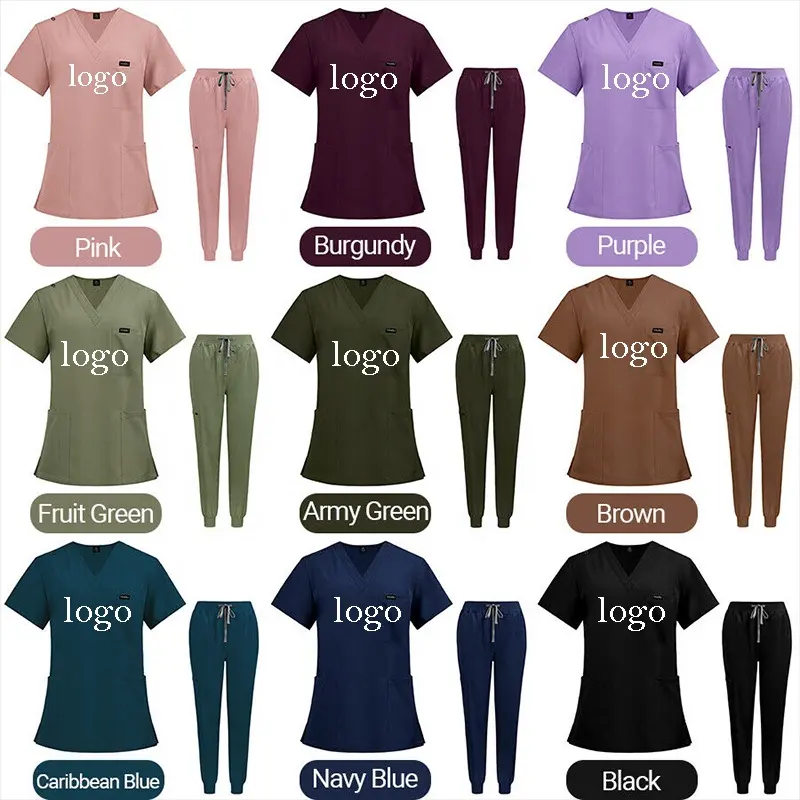 logo
logo
logo
Pink
Burgundy
Purple
logo
logo
logo
Fruit Green
Army Green
Brown
logo
logo
logo
Caribbean Blue
Navy Blue
Black